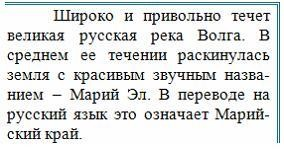 Широко и привольно течет
великая русская река Волга. В
среднем ее течении раскинулась
земля с красивым звучным назва-
нием – Марий Эл. В переводе на
русский язык это означает Марий-
ский край.